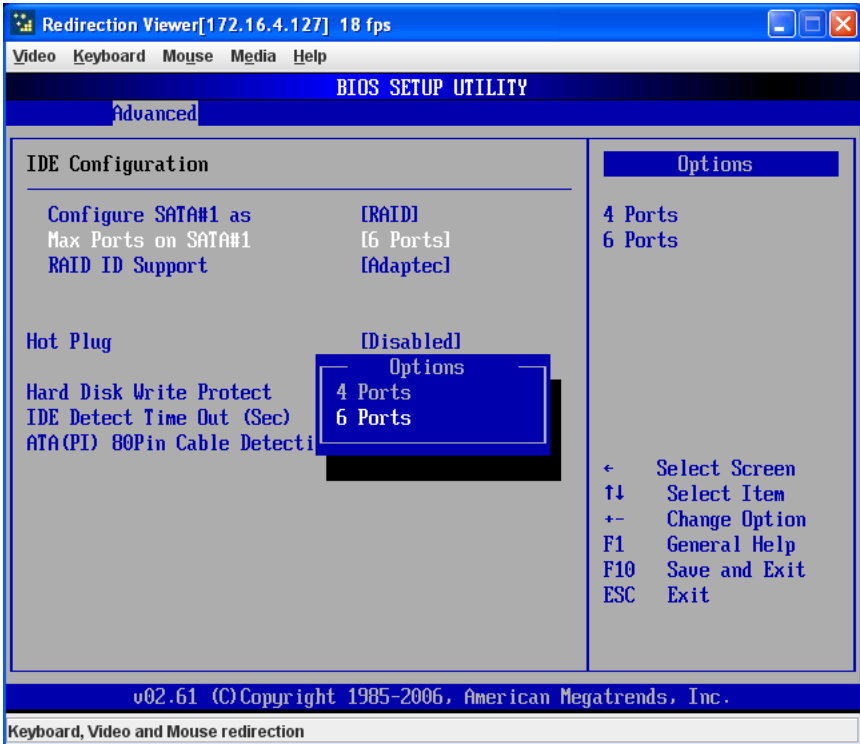 Redirection Viewer[172.16.4.127] 18 fps
Video Keyboard Mouse Media Help
BIOS SETUP UTILITY
Advanced
IDE Configuration
Configure SATA#1 as [RAID]
Max Ports on SATA#1 [6 Ports]
RAID ID Support [Adaptec]
Hot Plug [Disabled]
Hard Disk Write Protect
IDE Detect Time Out (Sec)
ATA(PI) 80Pin Cable Detecti
Options
4 Ports
6 Ports
Options
4 Ports
6 Ports
← Select Screen
↑↓ Select Item
+- Change Option
F1 General Help
F10 Save and Exit
ESC Exit
v02.61 (C)Copyright 1985-2006, American Megatrends, Inc.
Keyboard, Video and Mouse redirection